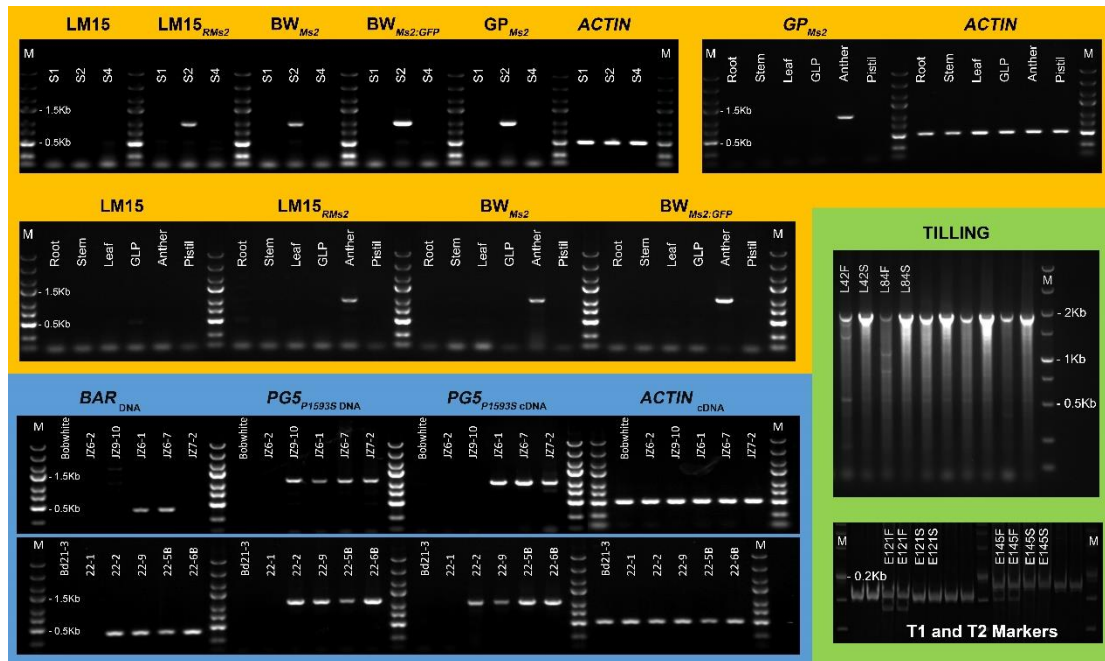 LM15 LM15RMs2 BWMs2 BWMs2:GFP GPMs2 ACTIN
M S1 S2 S4 S1 S2 S4 S1 S2 S4 S1 S2 S4 S1 S2 S4 S1 S2 S4 M
- 1.5Kb
- 0.5Kb
GPMs2 ACTIN
M Root Stem Leaf GLP Anther Pistil Root Stem Leaf GLP Anther Pistil M
- 1.5Kb
- 0.5Kb
LM15 LM15RMs2 BWMs2 BWMs2:GFP
M Root Stem Leaf GLP Anther Pistil Root Stem Leaf GLP Anther Pistil Root Stem Leaf GLP Anther Pistil Root Stem Leaf GLP Anther Pistil M
- 1.5Kb
- 0.5Kb
TILLING
L42F L42S L84F L84S M
- 2Kb
- 1Kb
- 0.5Kb
BARDNA PG5P1593S DNA PG5P1593S cDNA ACTINcDNA
M Bobwhite JZ6-2 JZ9-10 JZ6-1 JZ6-7 JZ7-2 Bobwhite JZ6-2 JZ9-10 JZ6-1 JZ6-7 JZ7-2 Bobwhite JZ6-2 JZ9-10 JZ6-1 JZ6-7 JZ7-2 Bobwhite JZ6-2 JZ9-10 JZ6-1 JZ6-7 JZ7-2 M
- 1.5Kb
- 0.5Kb
M Bd21-3 22-1 22-2 22-9 22-5B 22-6B Bd21-3 22-1 22-2 22-9 22-5B 22-6B Bd21-3 22-1 22-2 22-9 22-5B 22-6B Bd21-3 22-1 22-2 22-9 22-5B 22-6B M
- 1.5Kb
- 0.5Kb
M E121F E121F E121S E121S E145F E145F E145S E145S M
- 0.2Kb
T1 and T2 Markers